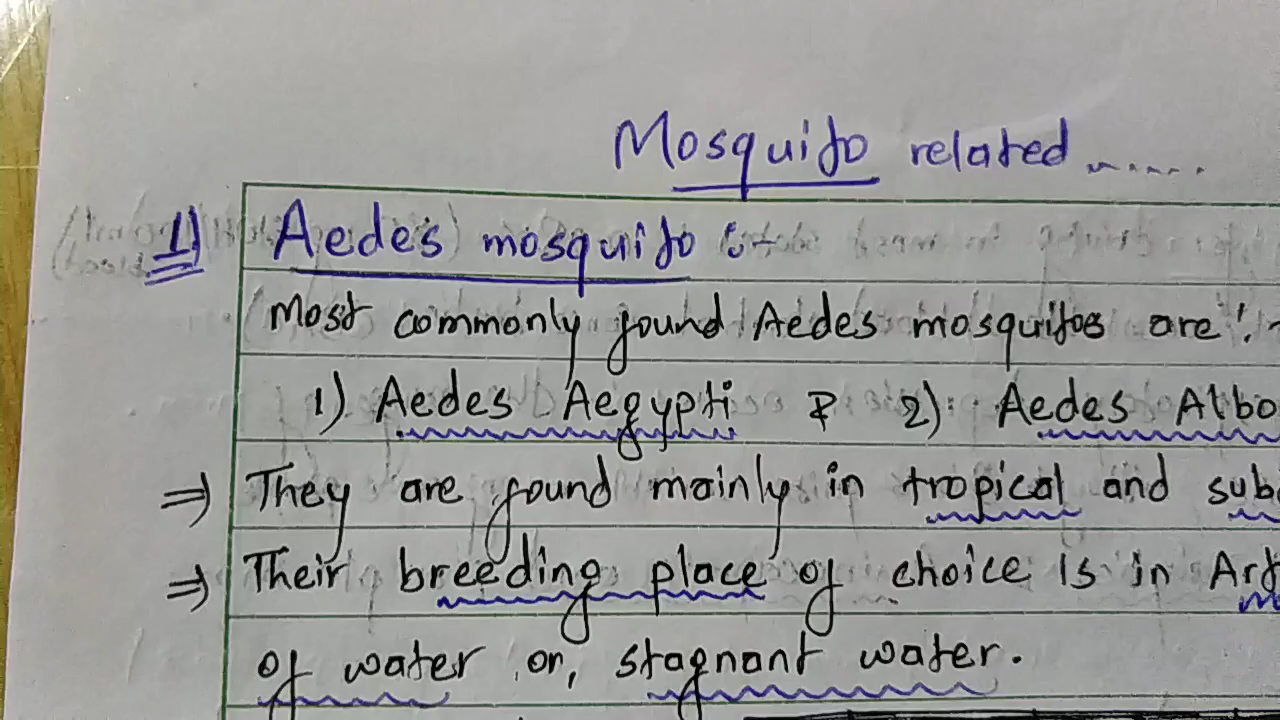 Mosquito related .......
1) Aedes mosquito :-
Most commonly found Aedes mosquitoes are :-
1) Aedes Aegypti & 2) Aedes Albo
⇒ They are found mainly in tropical and sub
⇒ Their breeding place of choice is in Art
of water or, stagnant water.